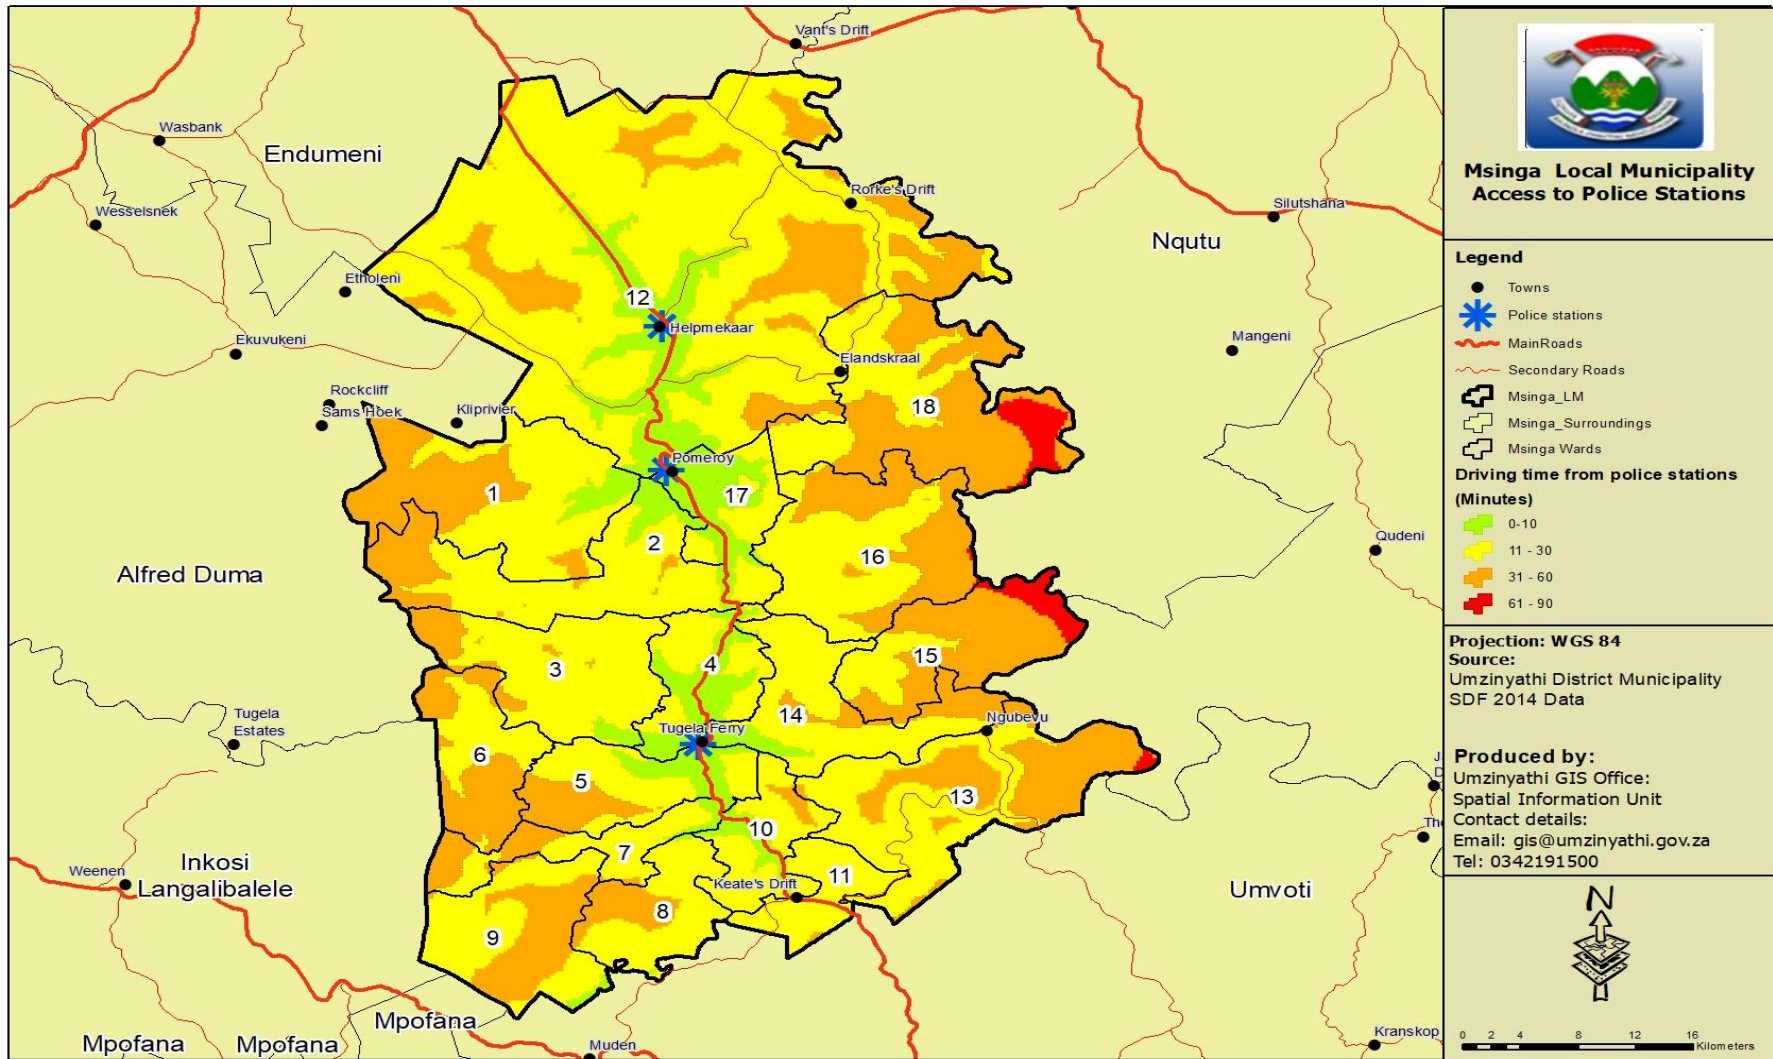 Msinga Local Municipality
Access to Police Stations
Legend
Towns
Police stations
MainRoads
Secondary Roads
Msinga_LM
Msinga_Surroundings
Msinga Wards
Driving time from police stations
(Minutes)
0-10
11 - 30
31 - 60
61 - 90
Projection: WGS 84
Source:
Umzinyathi District Municipality
SDF 2014 Data
Produced by:
Umzinyathi GIS Office:
Spatial Information Unit
Contact details:
Email: gis@umzinyathi.gov.za
Tel: 0342191500
N
0 2 4 8 12 16
Kilometers
Vant's Drift
Wasbank
Endumeni
Rorke's Drift
Wesselsnek
Silutshana
Nqutu
Etholeni
12
Helpmekaar
Mangeni
Ekuvukeni
Elandskraal
Rockcliff
Sams Hoek
Kliprivier
18
Pomeroy
1
17
Qudeni
2
16
Alfred Duma
3
4
15
14
Tugela
Estates
Tugela Ferry
Ngubevu
6
5
13
10
7
Inkosi
Langalibalele
Weenen
11
Keate's Drift
Umvoti
8
9
Mpofana
Mpofana
Mpofana
Muden
Kranskop